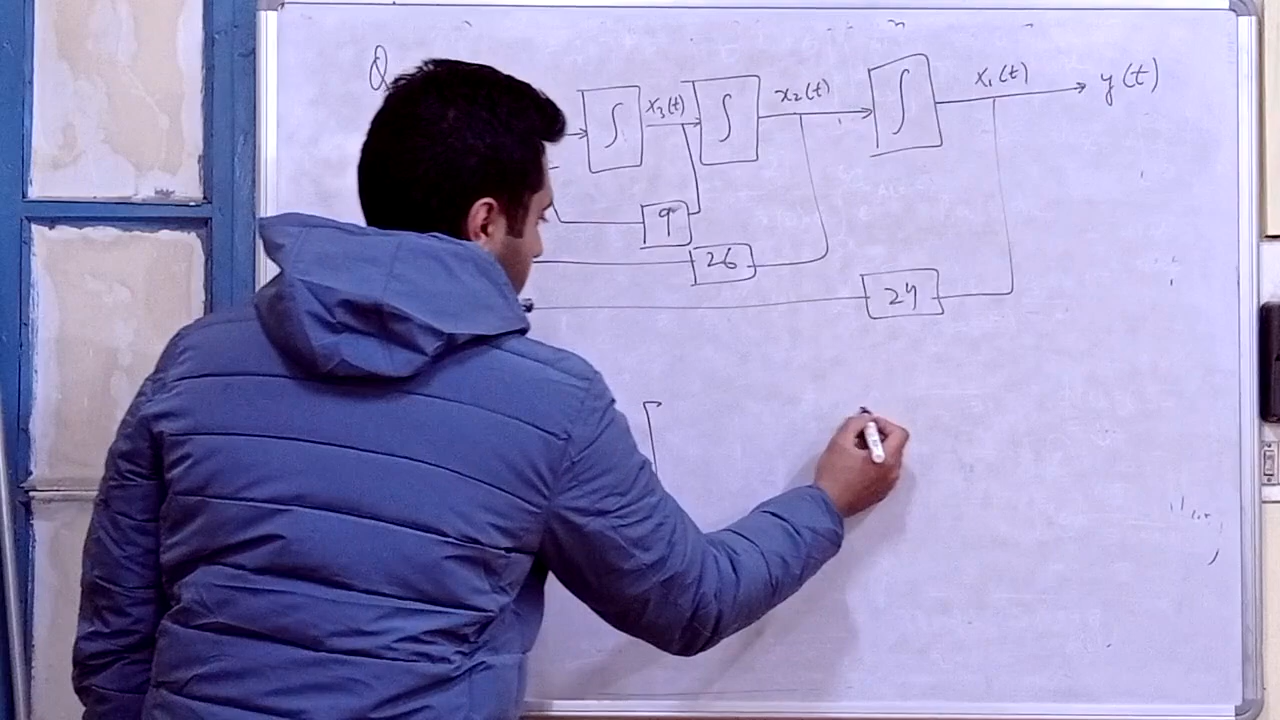 Q
∫ x₃(t) ∫ x₂(t) ∫ x₁(t) y(t)
9
26
24